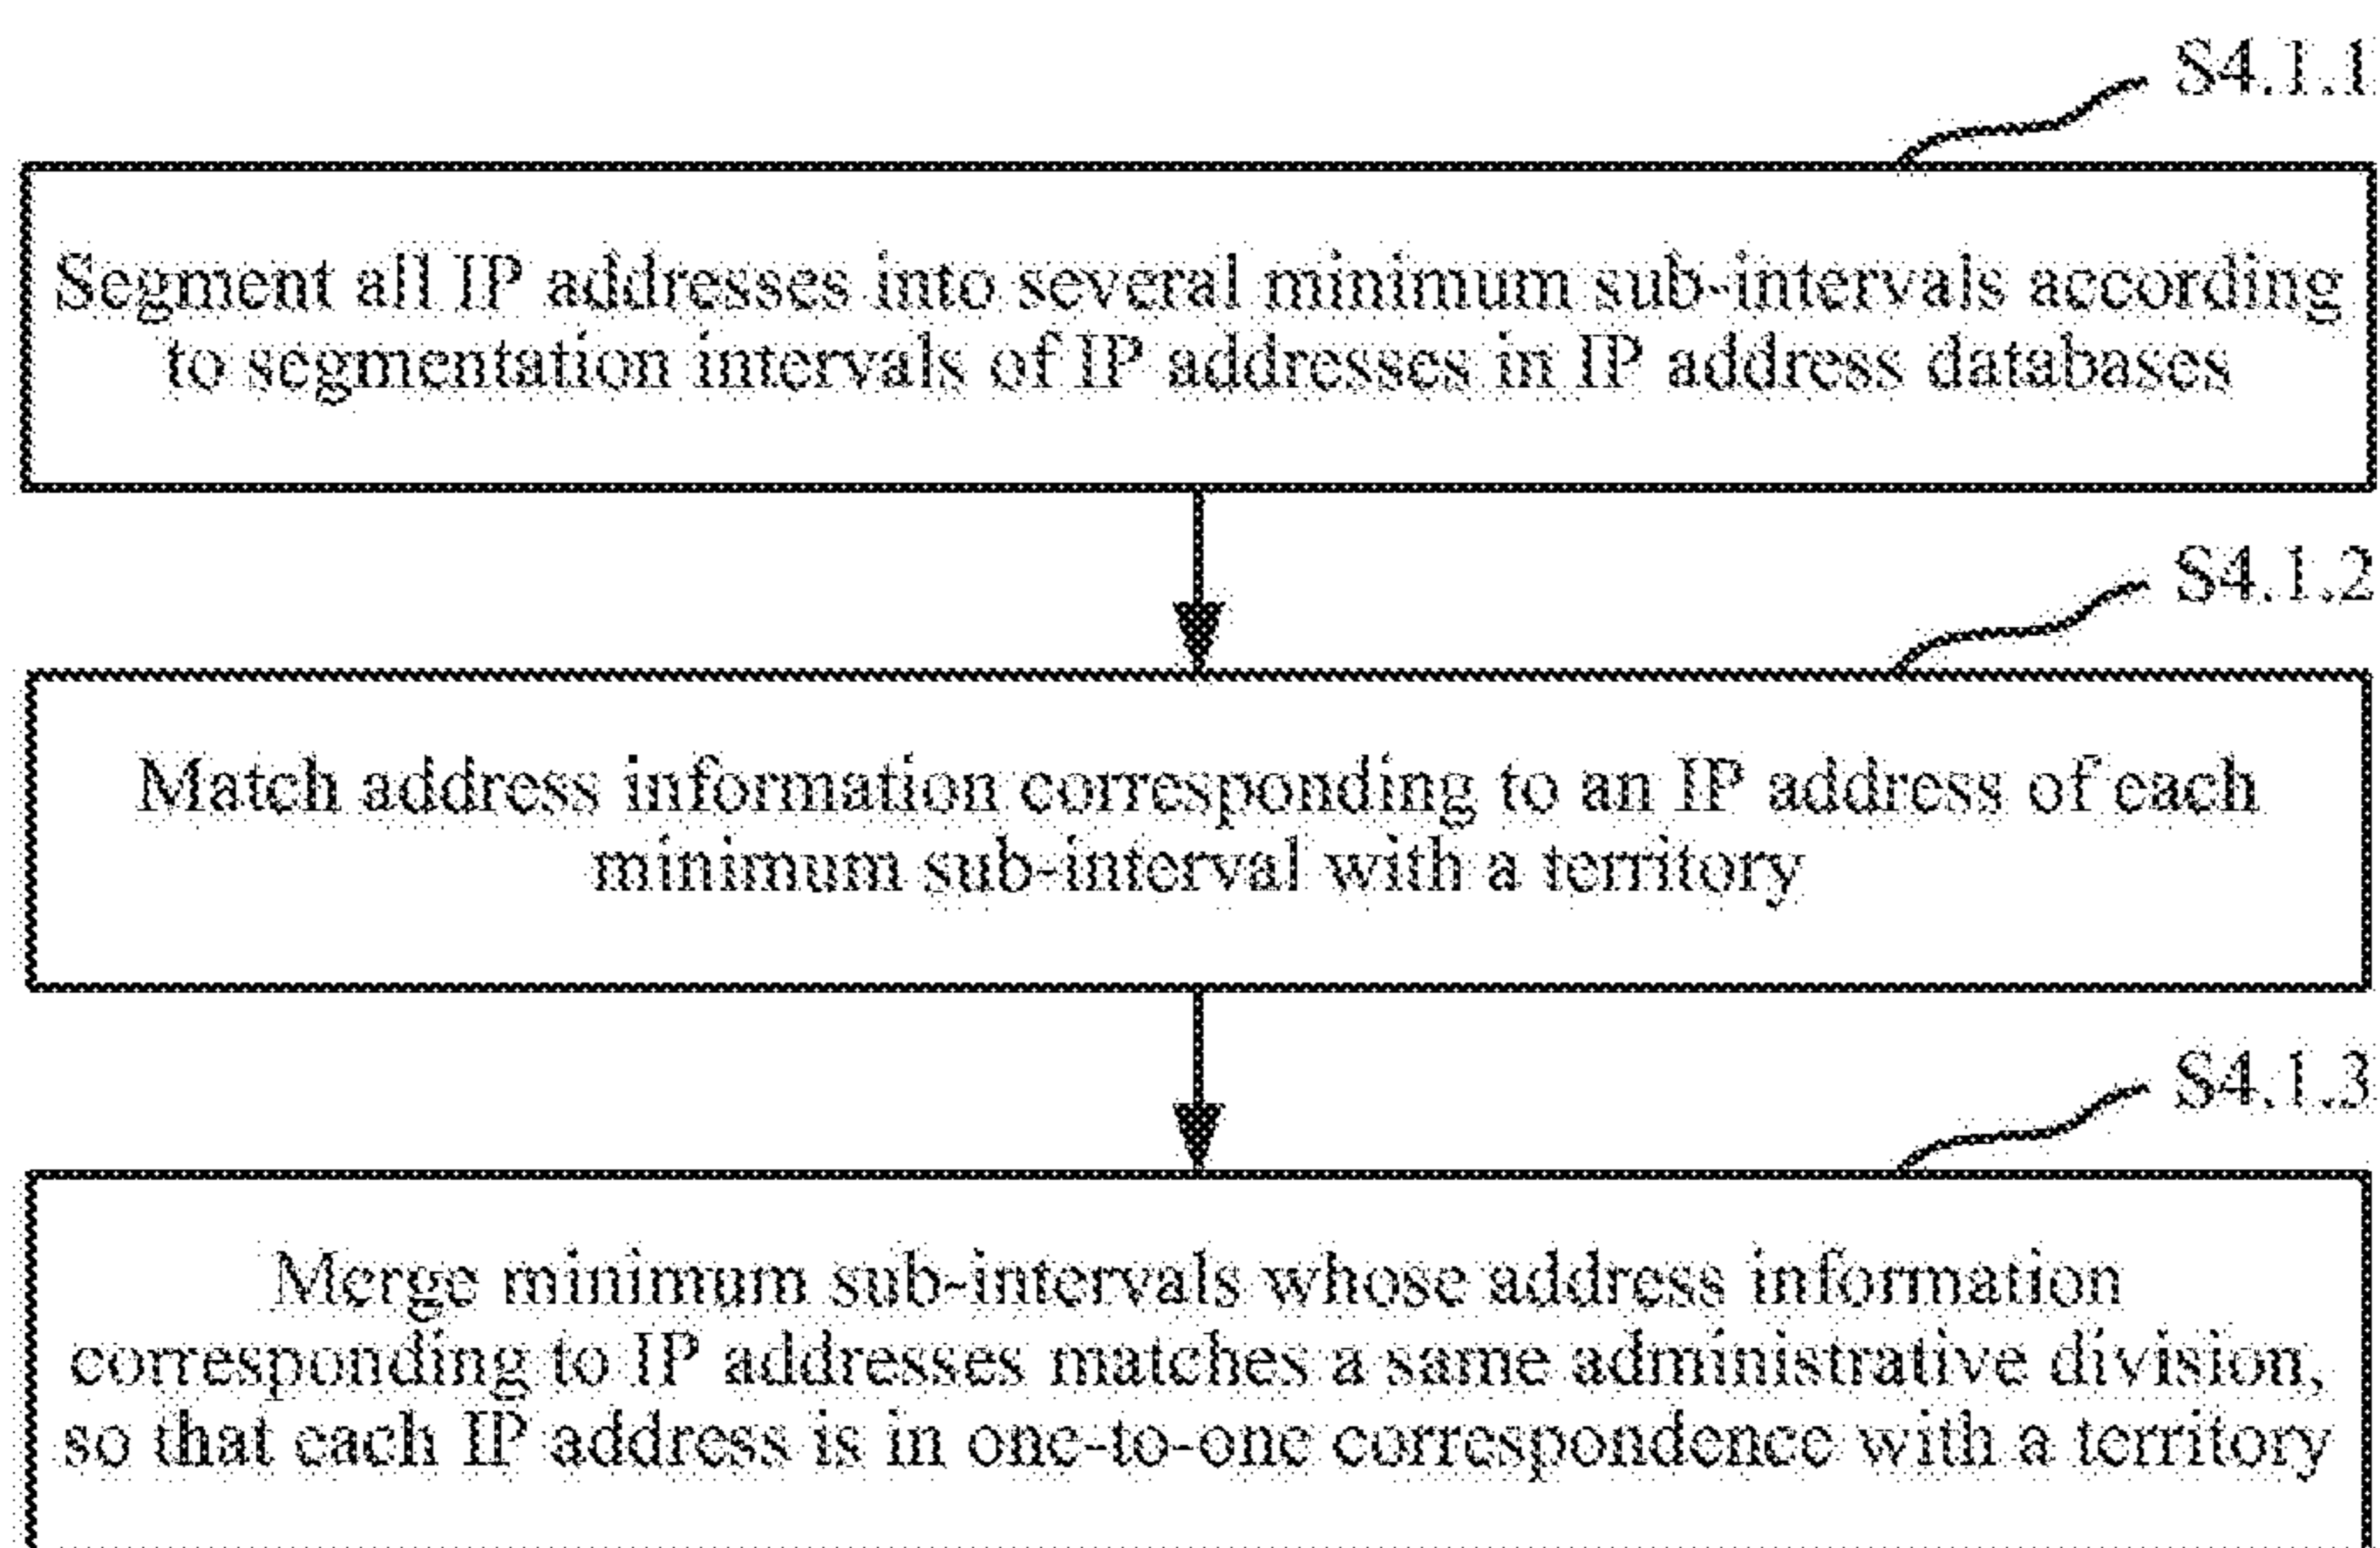 S4.1.1
Segment all IP addresses into several minimum sub-intervals according
to segmentation intervals of IP addresses in IP address databases
S4.1.2
Match address information corresponding to an IP address of each
minimum sub-interval with a territory
S4.1.3
Merge minimum sub-intervals whose address information
corresponding to IP addresses matches a same administrative division,
so that each IP address is in one-to-one correspondence with a territory